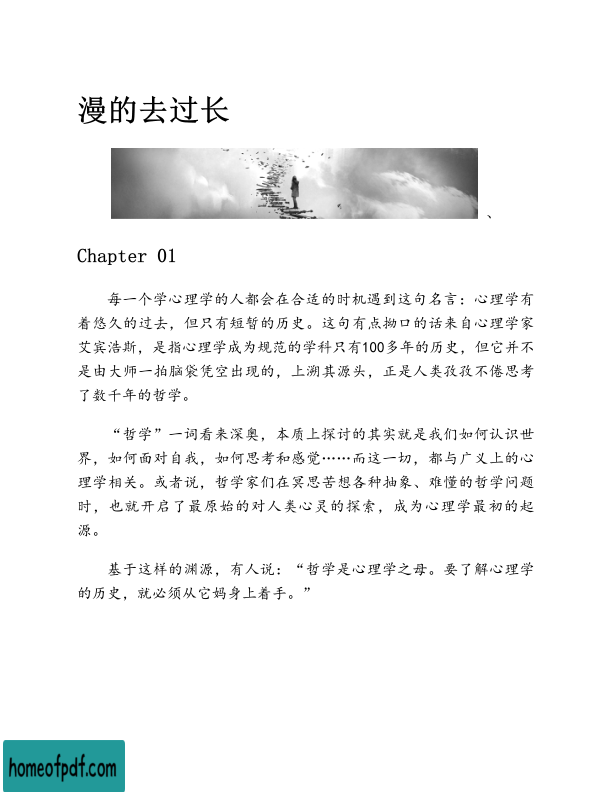 漫的去过长
、
Chapter 01
每一个学心理学的人都会在合适的时机遇到这句名言：心理学有
着悠久的过去，但只有短暂的历史。这句有点拗口的话来自心理学家
艾宾浩斯，是指心理学成为规范的学科只有100多年的历史，但它并不
是由大师一拍脑袋凭空出现的，上溯其源头，正是人类孜孜不倦思考
了数千年的哲学。
“哲学”一词看来深奥，本质上探讨的其实就是我们如何认识世
界，如何面对自我，如何思考和感觉……而这一切，都与广义上的心
理学相关。或者说，哲学家们在冥思苦想各种抽象、难懂的哲学问题
时，也就开启了最原始的对人类心灵的探索，成为心理学最初的起
源。
基于这样的渊源，有人说：“哲学是心理学之母。要了解心理学
的历史，就必须从它妈身上着手。”
homeofpdf.com